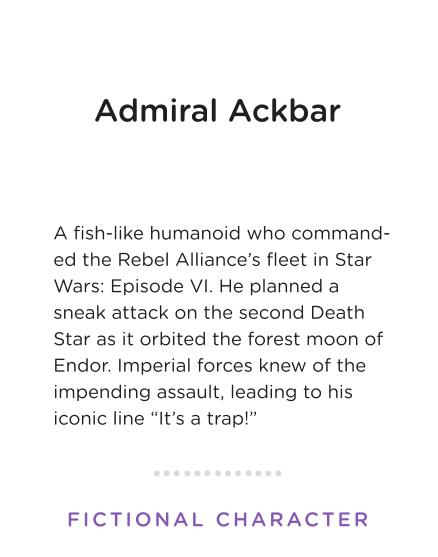 Admiral Ackbar
A fish-like humanoid who command-
ed the Rebel Alliance’s fleet in Star
Wars: Episode VI. He planned a
sneak attack on the second Death
Star as it orbited the forest moon of
Endor. Imperial forces knew of the
impending assault, leading to his
iconic line “It’s a trap!”
FICTIONAL CHARACTER